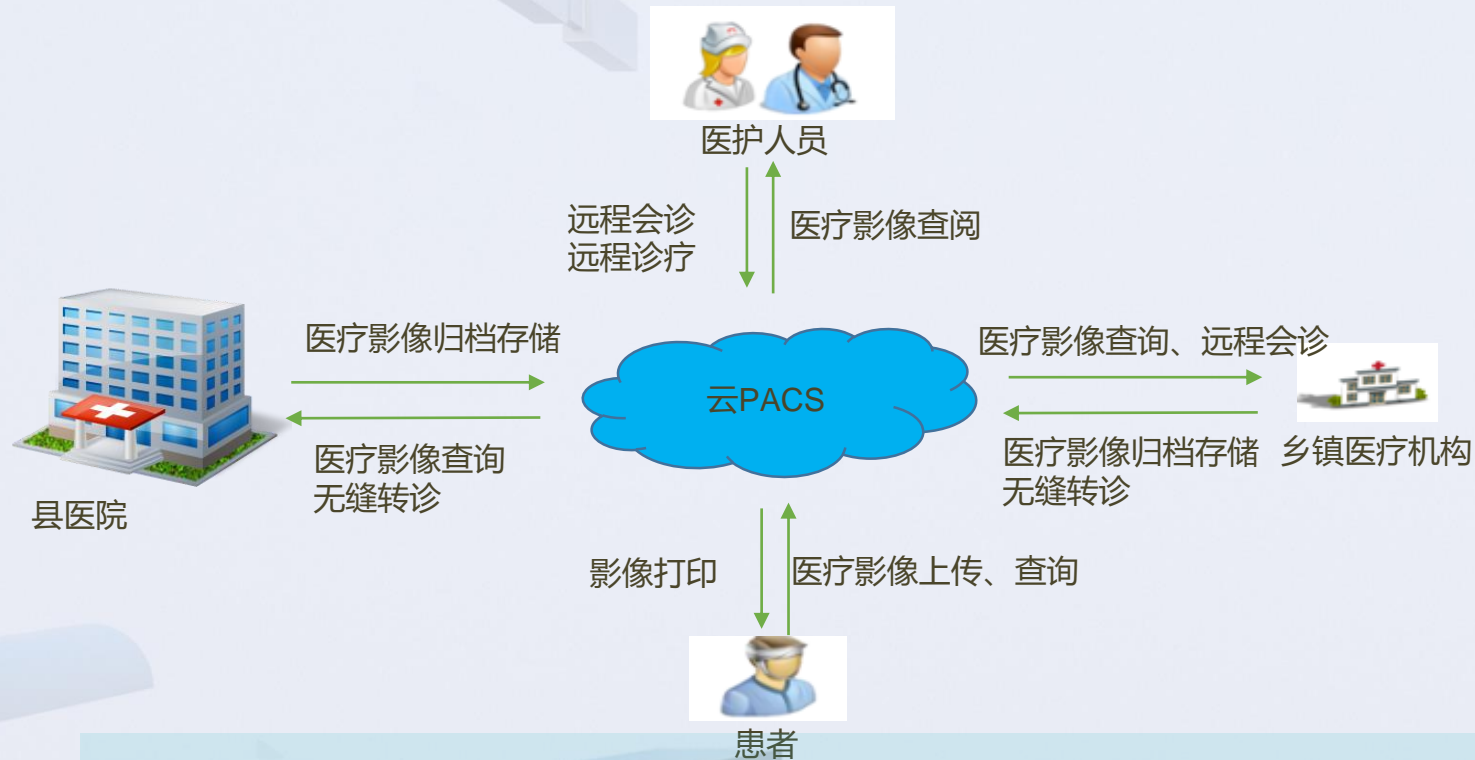 医护人员
远程会诊
远程诊疗
医疗影像查阅
医疗影像归档存储
云PACS
医疗影像查询、远程会诊
医疗影像查询
无缝转诊
县医院
医疗影像归档存储
无缝转诊
乡镇医疗机构
影像打印
医疗影像上传、查询
患者